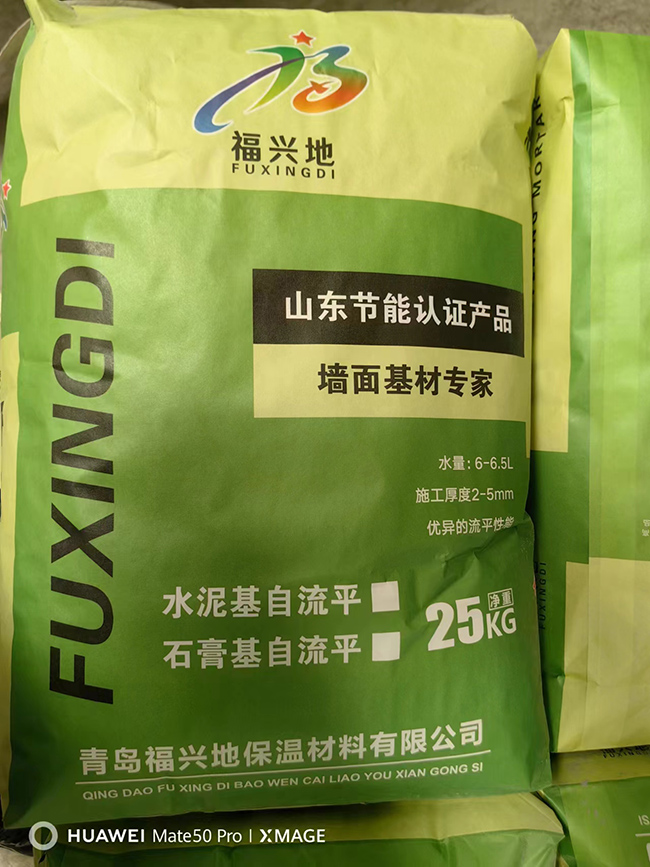 福兴地
FUXINGDI
FUXINGDI
山东节能认证产品
墙面基材专家
水量：6-6.5L
施工厚度2-5mm
优异的流平性能
水泥基自流平
石膏基自流平
净重
25KG
青岛福兴地保温材料有限公司
QING DAO FU XING DI BAO WEN CAI LIAO YOU XIAN GONG SI
MORTAR
FUXINGDI
HUAWEI Mate50 Pro | XMAGE